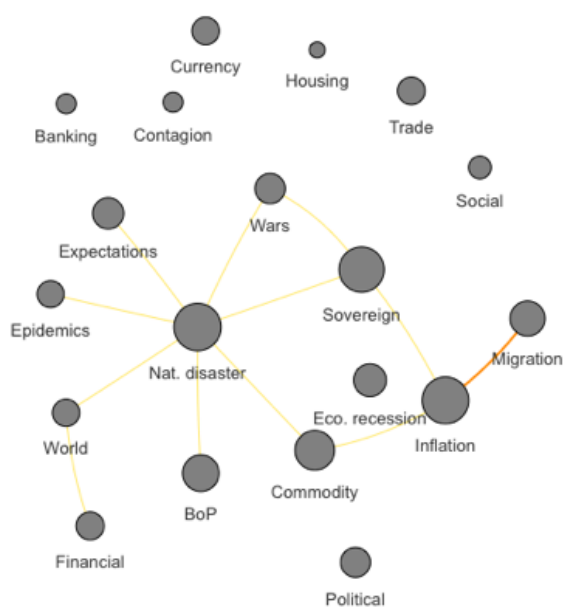 Currency
Housing
Banking
Contagion
Trade
Social
Wars
Expectations
Sovereign
Epidemics
Nat. disaster
Migration
Eco. recession
World
Inflation
Commodity
BoP
Financial
Political